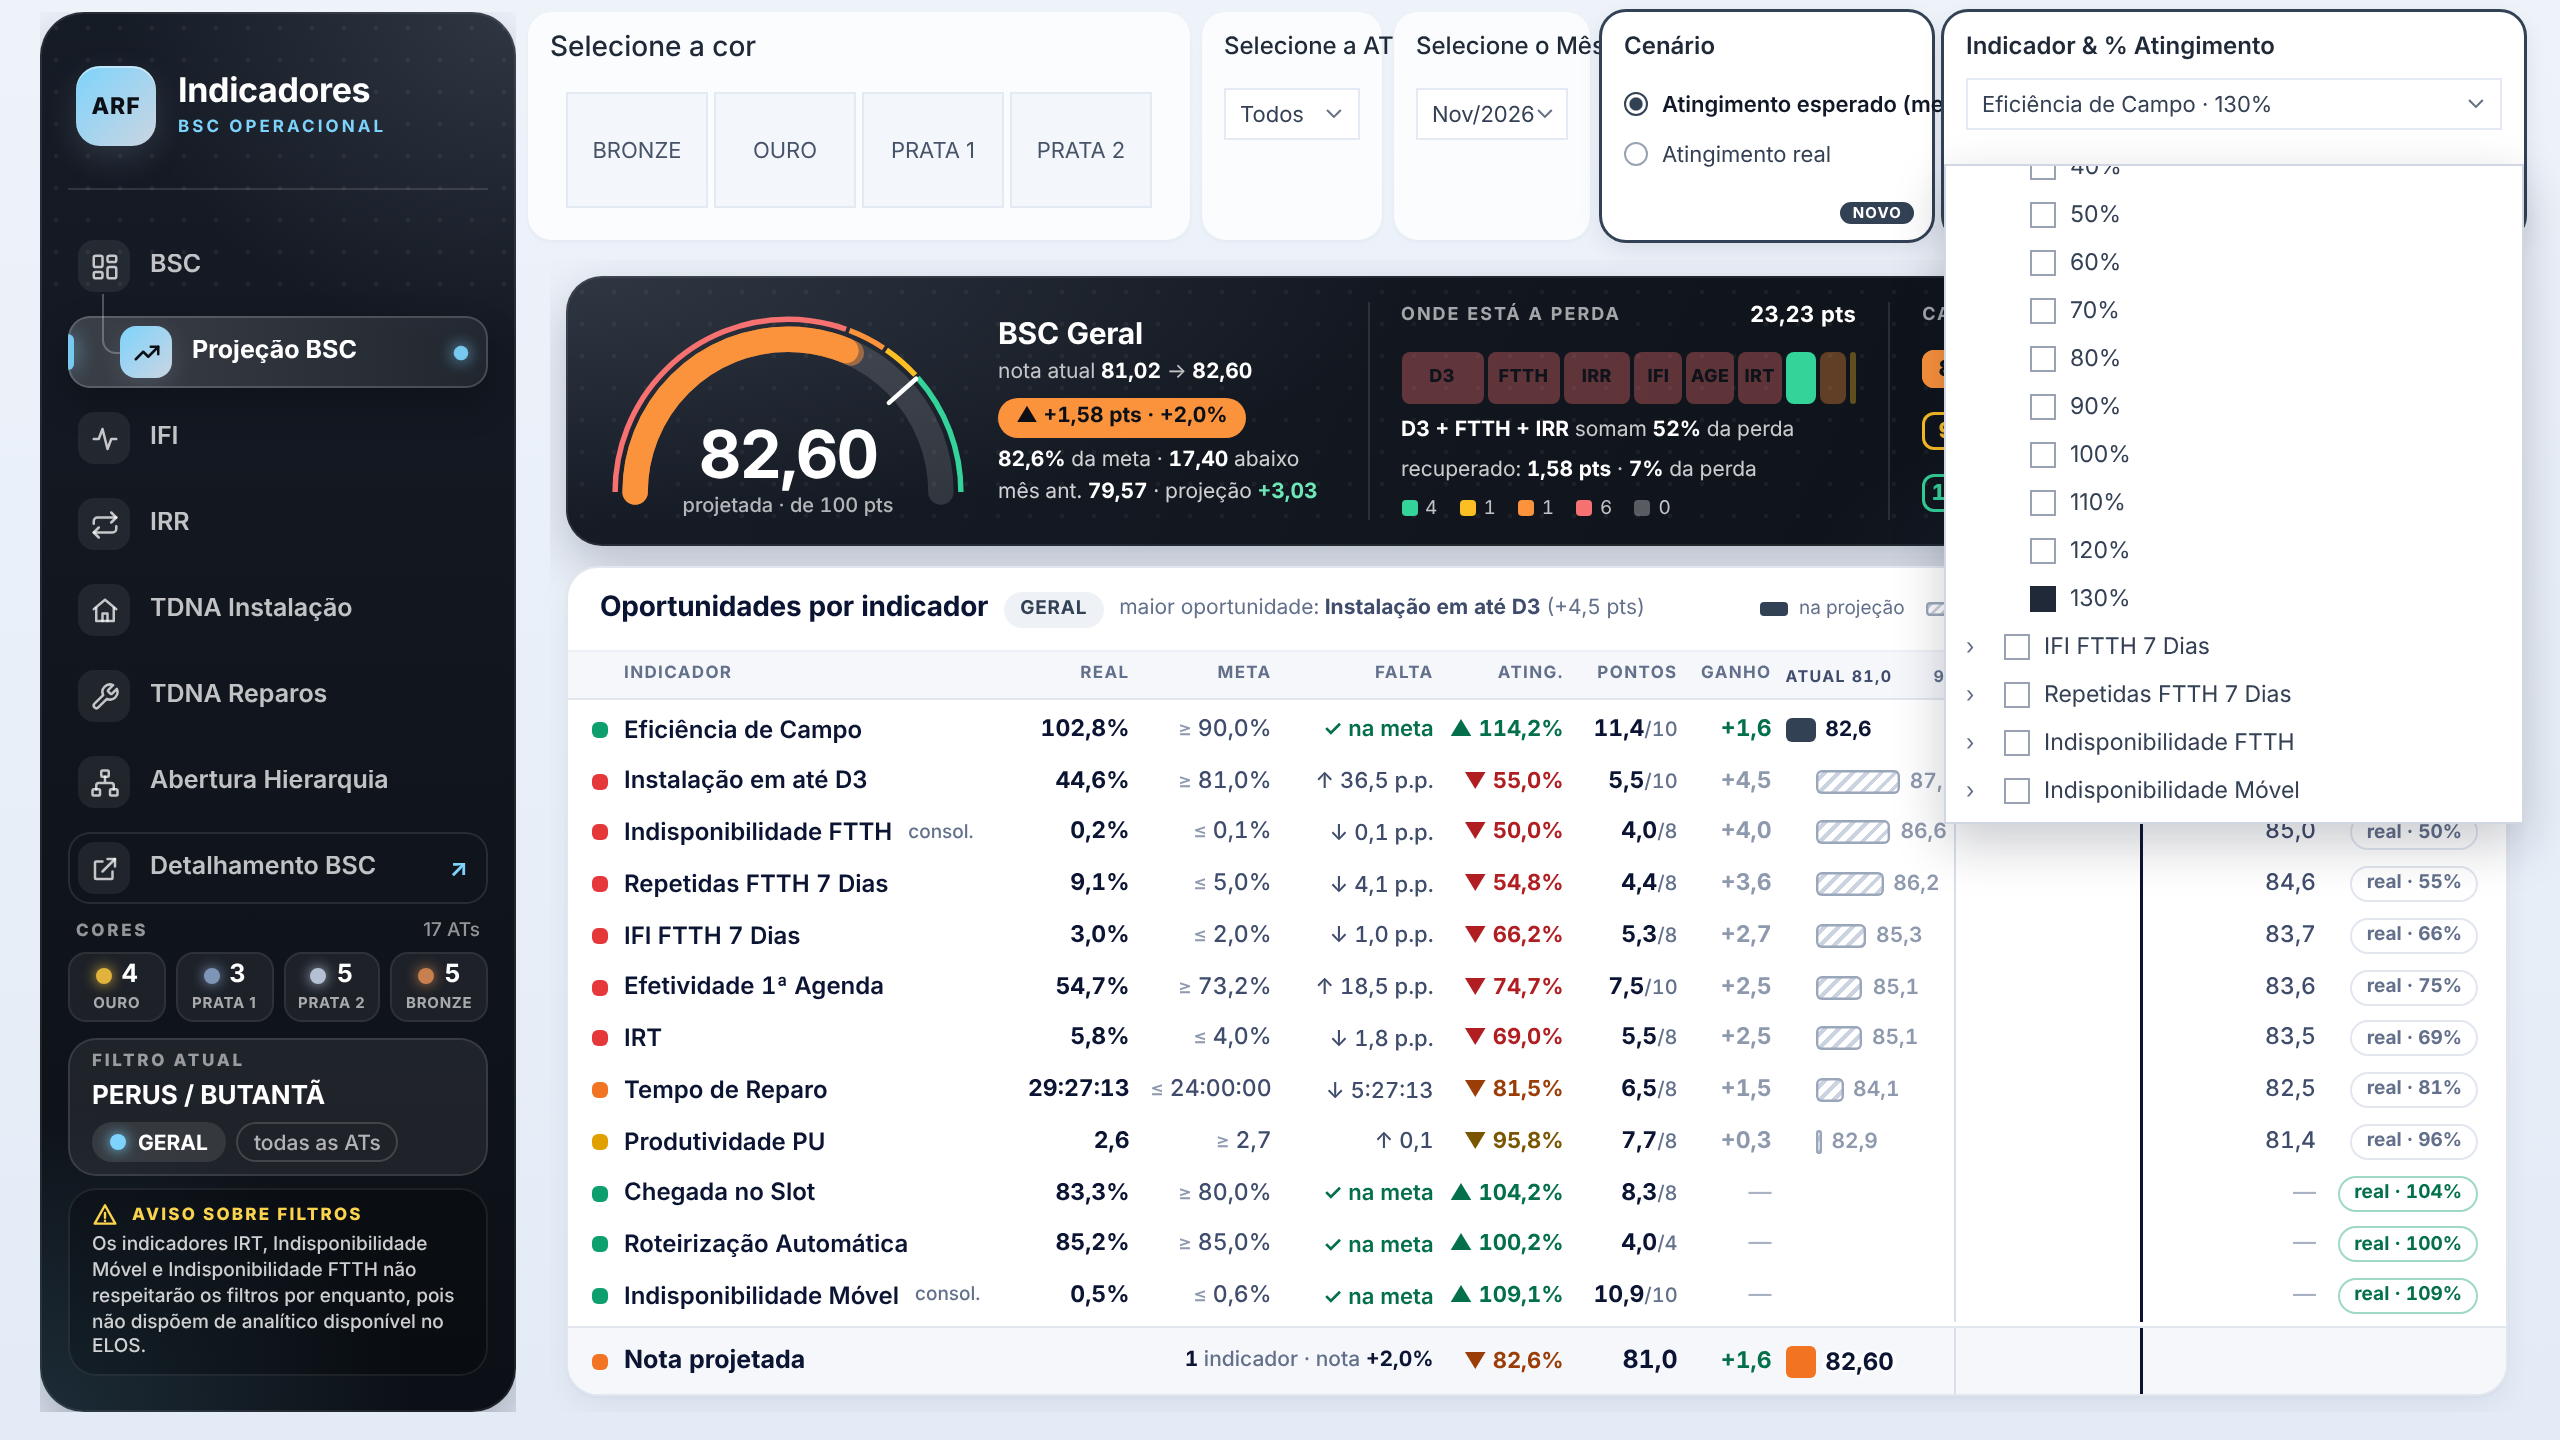 ARF
Indicadores
BSC OPERACIONAL
BSC
Projeção BSC
IFI
IRR
TDNA Instalação
TDNA Reparos
Abertura Hierarquia
Detalhamento BSC
CORES 17 ATs
4 OURO
3 PRATA 1
5 PRATA 2
5 BRONZE
FILTRO ATUAL
PERUS / BUTANTÃ
GERAL todas as ATs
AVISO SOBRE FILTROS
Os indicadores IRT, Indisponibilidade
Móvel e Indisponibilidade FTTH não
respeitarão os filtros por enquanto, pois
não dispõem de analítico disponível no
ELOS.
Selecione a cor
BRONZE OURO PRATA 1 PRATA 2
Selecione a AT
Todos
Selecione o Mês
Nov/2026
Cenário
Atingimento esperado (me
Atingimento real
NOVO
Indicador & % Atingimento
Eficiência de Campo · 130%
40%
50%
60%
70%
80%
90%
100%
110%
120%
130%
› IFI FTTH 7 Dias
› Repetidas FTTH 7 Dias
› Indisponibilidade FTTH
› Indisponibilidade Móvel
82,60
projetada · de 100 pts
BSC Geral
nota atual 81,02 → 82,60
▲ +1,58 pts · +2,0%
82,6% da meta · 17,40 abaixo
mês ant. 79,57 · projeção +3,03
ONDE ESTÁ A PERDA 23,23 pts
D3 FTTH IRR IFI AGE IRT
D3 + FTTH + IRR somam 52% da perda
recuperado: 1,58 pts · 7% da perda
4 1 1 6 0
CA
Oportunidades por indicador GERAL maior oportunidade: Instalação em até D3 (+4,5 pts) na projeção
INDICADOR REAL META FALTA ATING. PONTOS GANHO ATUAL 81,0 9
Eficiência de Campo 102,8% ≥ 90,0% ✓ na meta ▲ 114,2% 11,4/10 +1,6 82,6
Instalação em até D3 44,6% ≥ 81,0% ↑ 36,5 p.p. ▼ 55,0% 5,5/10 +4,5 87,
Indisponibilidade FTTH consol. 0,2% ≤ 0,1% ↓ 0,1 p.p. ▼ 50,0% 4,0/8 +4,0 86,6 85,0 real · 50%
Repetidas FTTH 7 Dias 9,1% ≤ 5,0% ↓ 4,1 p.p. ▼ 54,8% 4,4/8 +3,6 86,2 84,6 real · 55%
IFI FTTH 7 Dias 3,0% ≤ 2,0% ↓ 1,0 p.p. ▼ 66,2% 5,3/8 +2,7 85,3 83,7 real · 66%
Efetividade 1ª Agenda 54,7% ≥ 73,2% ↑ 18,5 p.p. ▼ 74,7% 7,5/10 +2,5 85,1 83,6 real · 75%
IRT 5,8% ≤ 4,0% ↓ 1,8 p.p. ▼ 69,0% 5,5/8 +2,5 85,1 83,5 real · 69%
Tempo de Reparo 29:27:13 ≤ 24:00:00 ↓ 5:27:13 ▼ 81,5% 6,5/8 +1,5 84,1 82,5 real · 81%
Produtividade PU 2,6 ≥ 2,7 ↑ 0,1 ▼ 95,8% 7,7/8 +0,3 82,9 81,4 real · 96%
Chegada no Slot 83,3% ≥ 80,0% ✓ na meta ▲ 104,2% 8,3/8 — — real · 104%
Roteirização Automática 85,2% ≥ 85,0% ✓ na meta ▲ 100,2% 4,0/4 — — real · 100%
Indisponibilidade Móvel consol. 0,5% ≤ 0,6% ✓ na meta ▲ 109,1% 10,9/10 — — real · 109%
Nota projetada 1 indicador · nota +2,0% ▼ 82,6% 81,0 +1,6 82,60